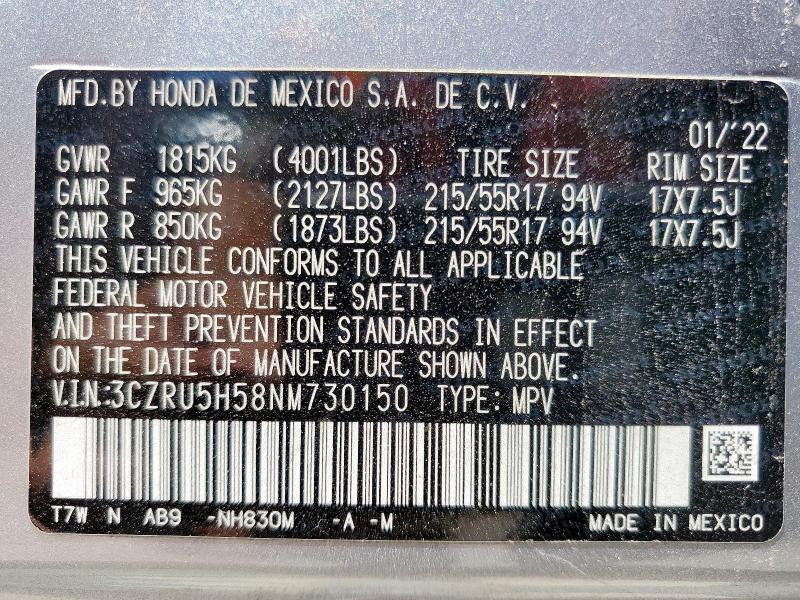 MFD.BY HONDA DE MEXICO S.A. DE C.V.
01/'22
GVWR 1815KG (4001LBS) TIRE SIZE RIM SIZE
GAWR F 965KG (2127LBS) 215/55R17 94V 17X7.5J
GAWR R 850KG (1873LBS) 215/55R17 94V 17X7.5J
THIS VEHICLE CONFORMS TO ALL APPLICABLE
FEDERAL MOTOR VEHICLE SAFETY
AND THEFT PREVENTION STANDARDS IN EFFECT
ON THE DATE OF MANUFACTURE SHOWN ABOVE.
V.I.N:3CZRU5H58NM730150 TYPE: MPV
T7W N AB9 -NH830M -A -M MADE IN MEXICO